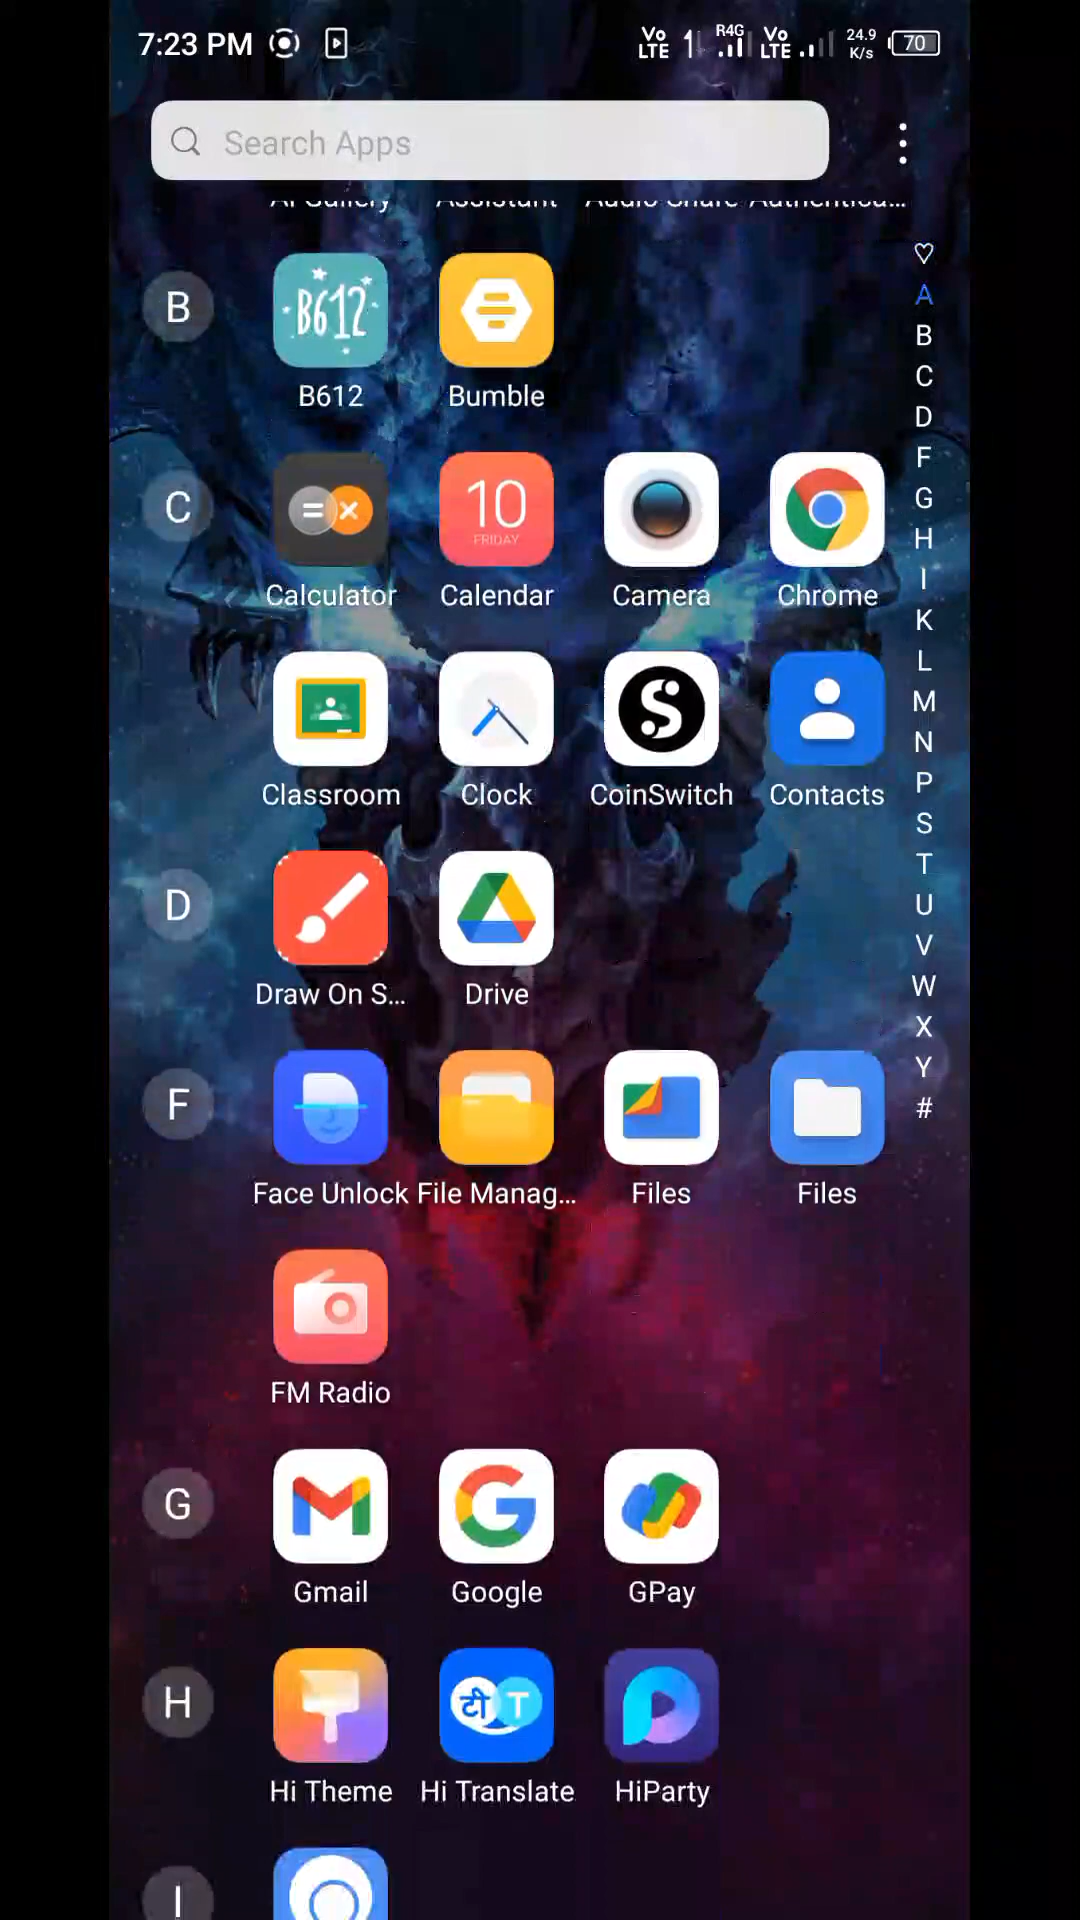 7:23 PM
Vo LTE R4G Vo LTE 24.9 K/s 70
Search Apps
AI Gallery Assistant Audio Share Authentica...
♡
A
B
C
D
F
G
H
I
K
L
M
N
P
S
T
U
V
W
X
Y
#
B
B612
B612 Bumble
C
10
FRIDAY
Calculator Calendar Camera Chrome
Classroom Clock CoinSwitch Contacts
D
Draw On S... Drive
F
Face Unlock File Manag... Files Files
FM Radio
G
Gmail Google GPay
H
टी T
Hi Theme Hi Translate HiParty
I